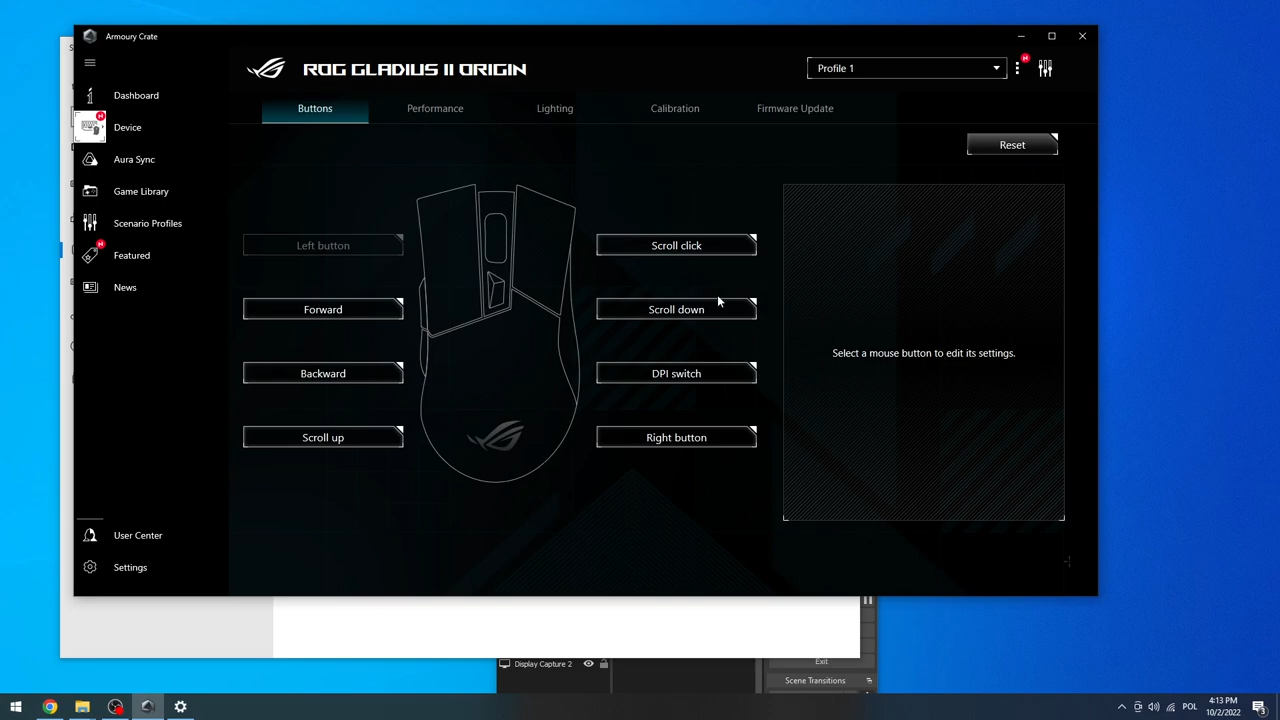 Armoury Crate
ROG GLADIUS II ORIGIN
Profile 1
N
Buttons
Performance
Lighting
Calibration
Firmware Update
Dashboard
N
Device
Aura Sync
Game Library
Scenario Profiles
N
Featured
News
User Center
Settings
Reset
Left button
Scroll click
Forward
Scroll down
Backward
DPI switch
Scroll up
Right button
Select a mouse button to edit its settings.
Exit
Display Capture 2
Scene Transitions
POL
4:13 PM
10/2/2022
3